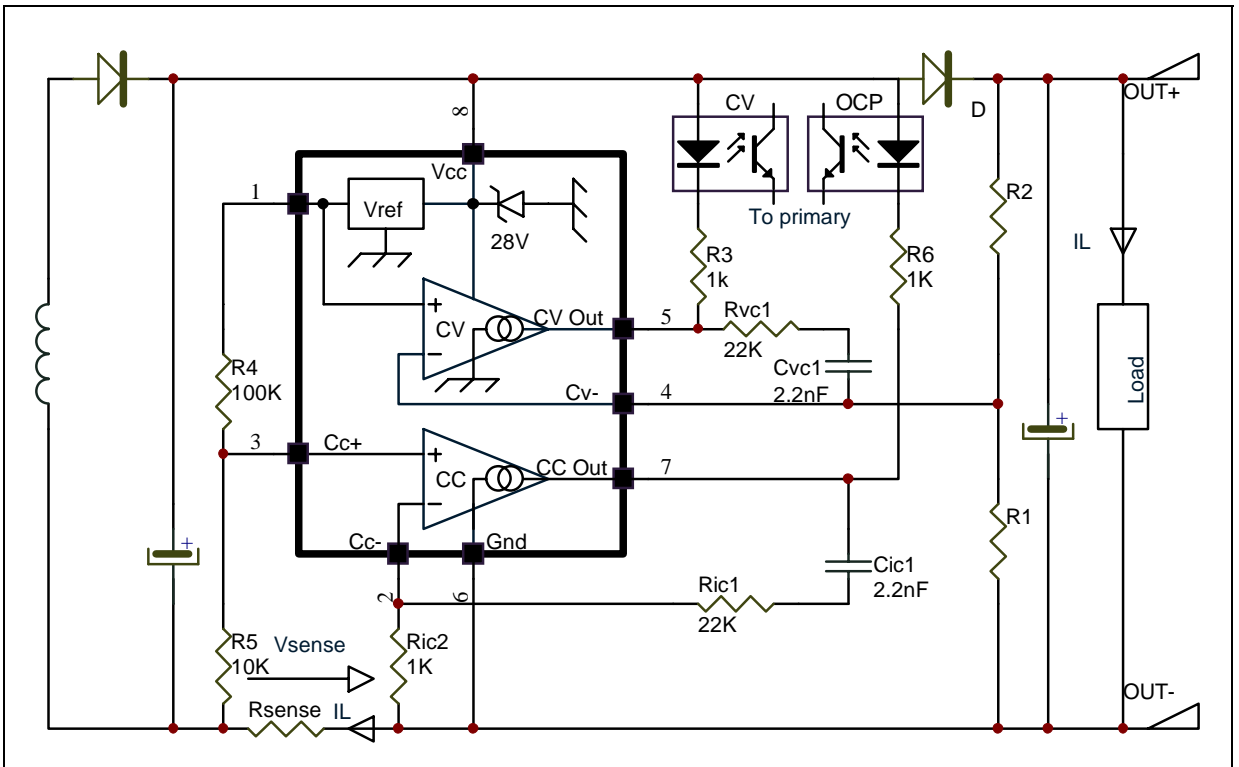 CV
OCP
D
OUT+
8
Vcc
1
Vref
28V
To primary
R2
IL
R3
1k
R6
1K
+
CV
-
CV Out
5
Rvc1
22K
Cvc1
2.2nF
R4
100K
Cv-
4
+
Load
3
Cc+
+
CC
-
CC Out
7
R1
Cc-
Gnd
+
Cic1
2.2nF
2
6
Ric1
22K
R5
10K
Vsense
Ric2
1K
Rsense
IL
OUT-